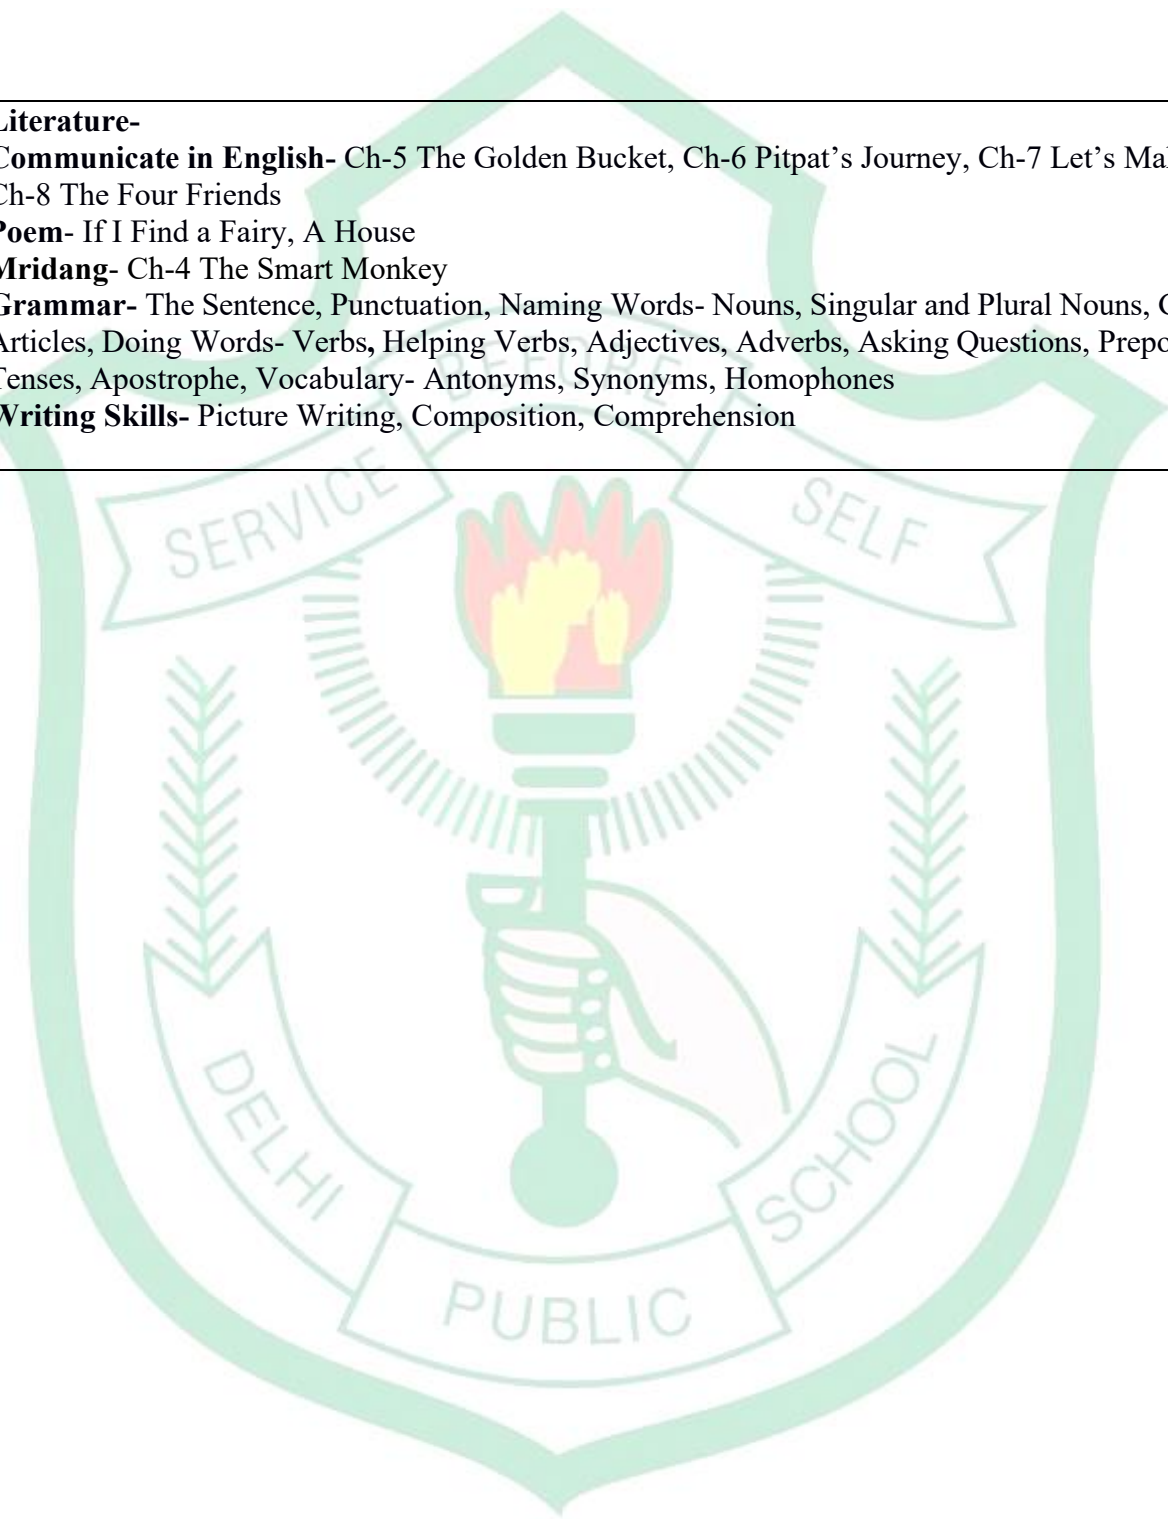 Literature-
Communicate in English- Ch-5 The Golden Bucket, Ch-6 Pitpat's Journey, Ch-7 Let's
Ch-8 The Four Friends
Poem- If I Find a Fairy, A House
Mridang- Ch-4 The Smart Monkey
Grammar- The Sentence, Punctuation, Naming Words- Nouns, Singular and Plural Nouns,
Articles, Doing Words- Verbs, Helping Verbs, Adjectives, Adverbs, Asking Questions,
Tenses, Apostrophe, Vocabulary- Antonyms, Synonyms, Homophones
Writing Skills- Picture Writing, Composition, Comprehension
SERVICE BEFORE SELF
DELHI PUBLIC SCHOOL